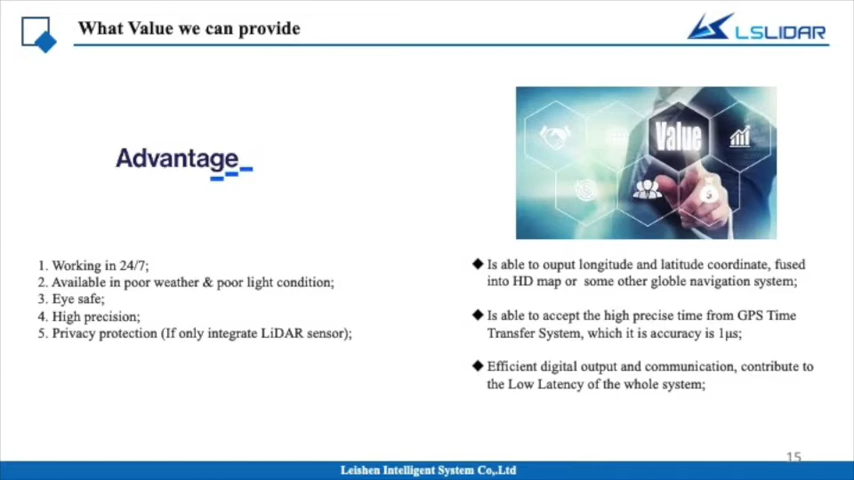 What Value we can provide
LSLIDAR
Advantage
Value
1. Working in 24/7;
2. Available in poor weather & poor light condition;
3. Eye safe;
4. High precision;
5. Privacy protection (If only integrate LiDAR sensor);
◆ Is able to ouput longitude and latitude coordinate, fused
into HD map or some other globle navigation system;
◆ Is able to accept the high precise time from GPS Time
Transfer System, which it is accuracy is 1μs;
◆ Efficient digital output and communication, contribute to
the Low Latency of the whole system;
15
Leishen Intelligent System Co,.Ltd